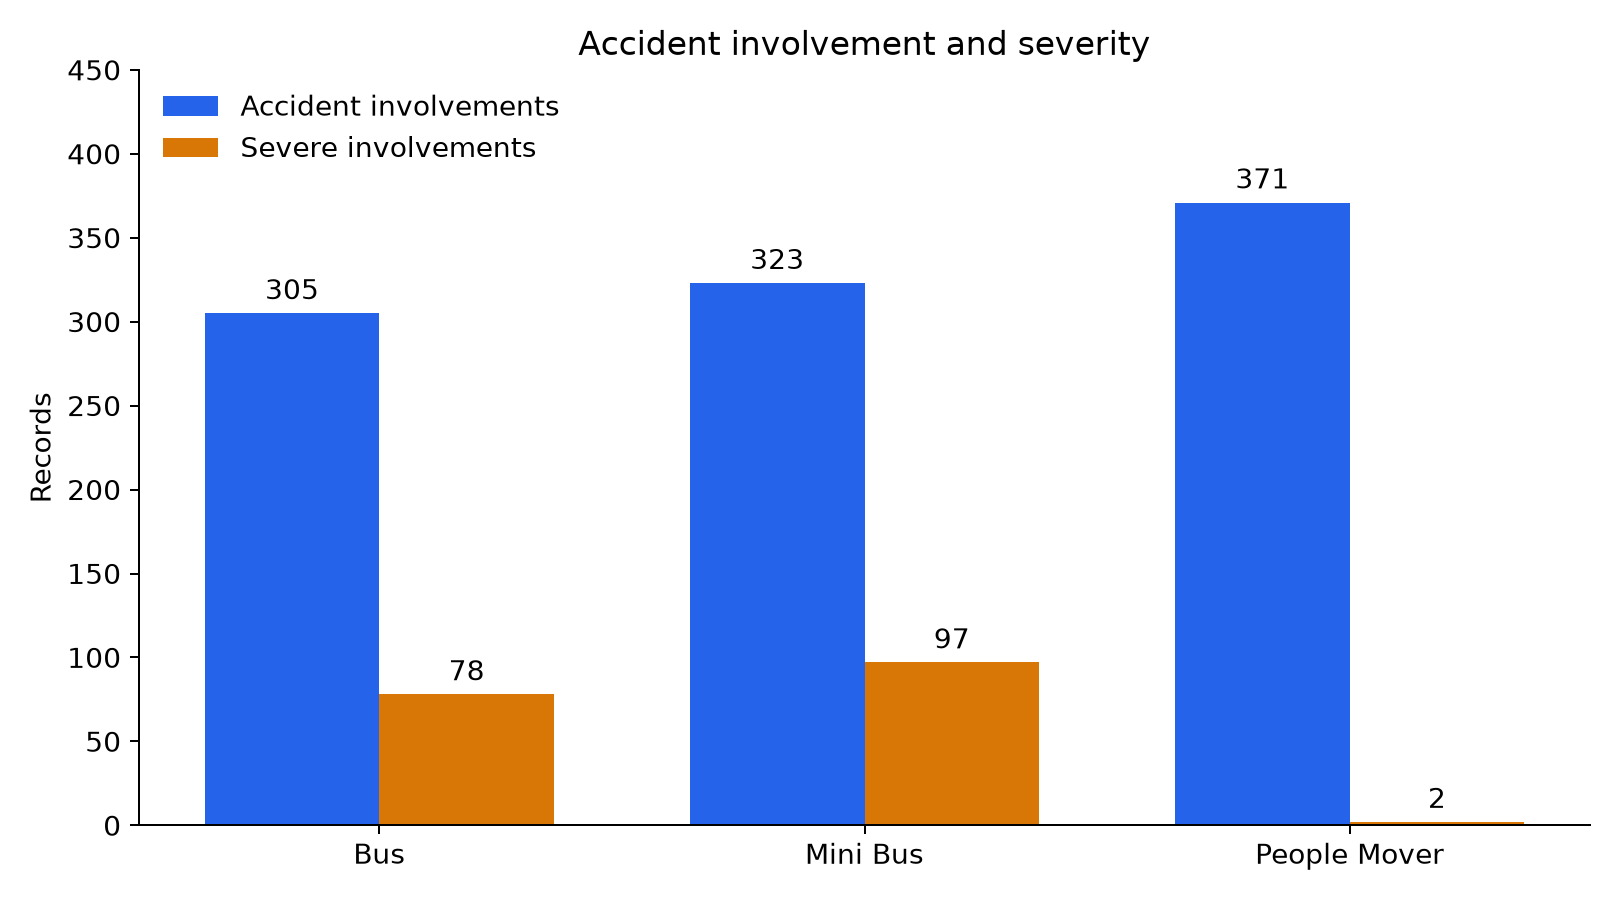 Accident involvement and severity
Accident involvements
Severe involvements
Records
450
400
350
300
250
200
150
100
50
0
305
78
323
97
371
2
Bus
Mini Bus
People Mover